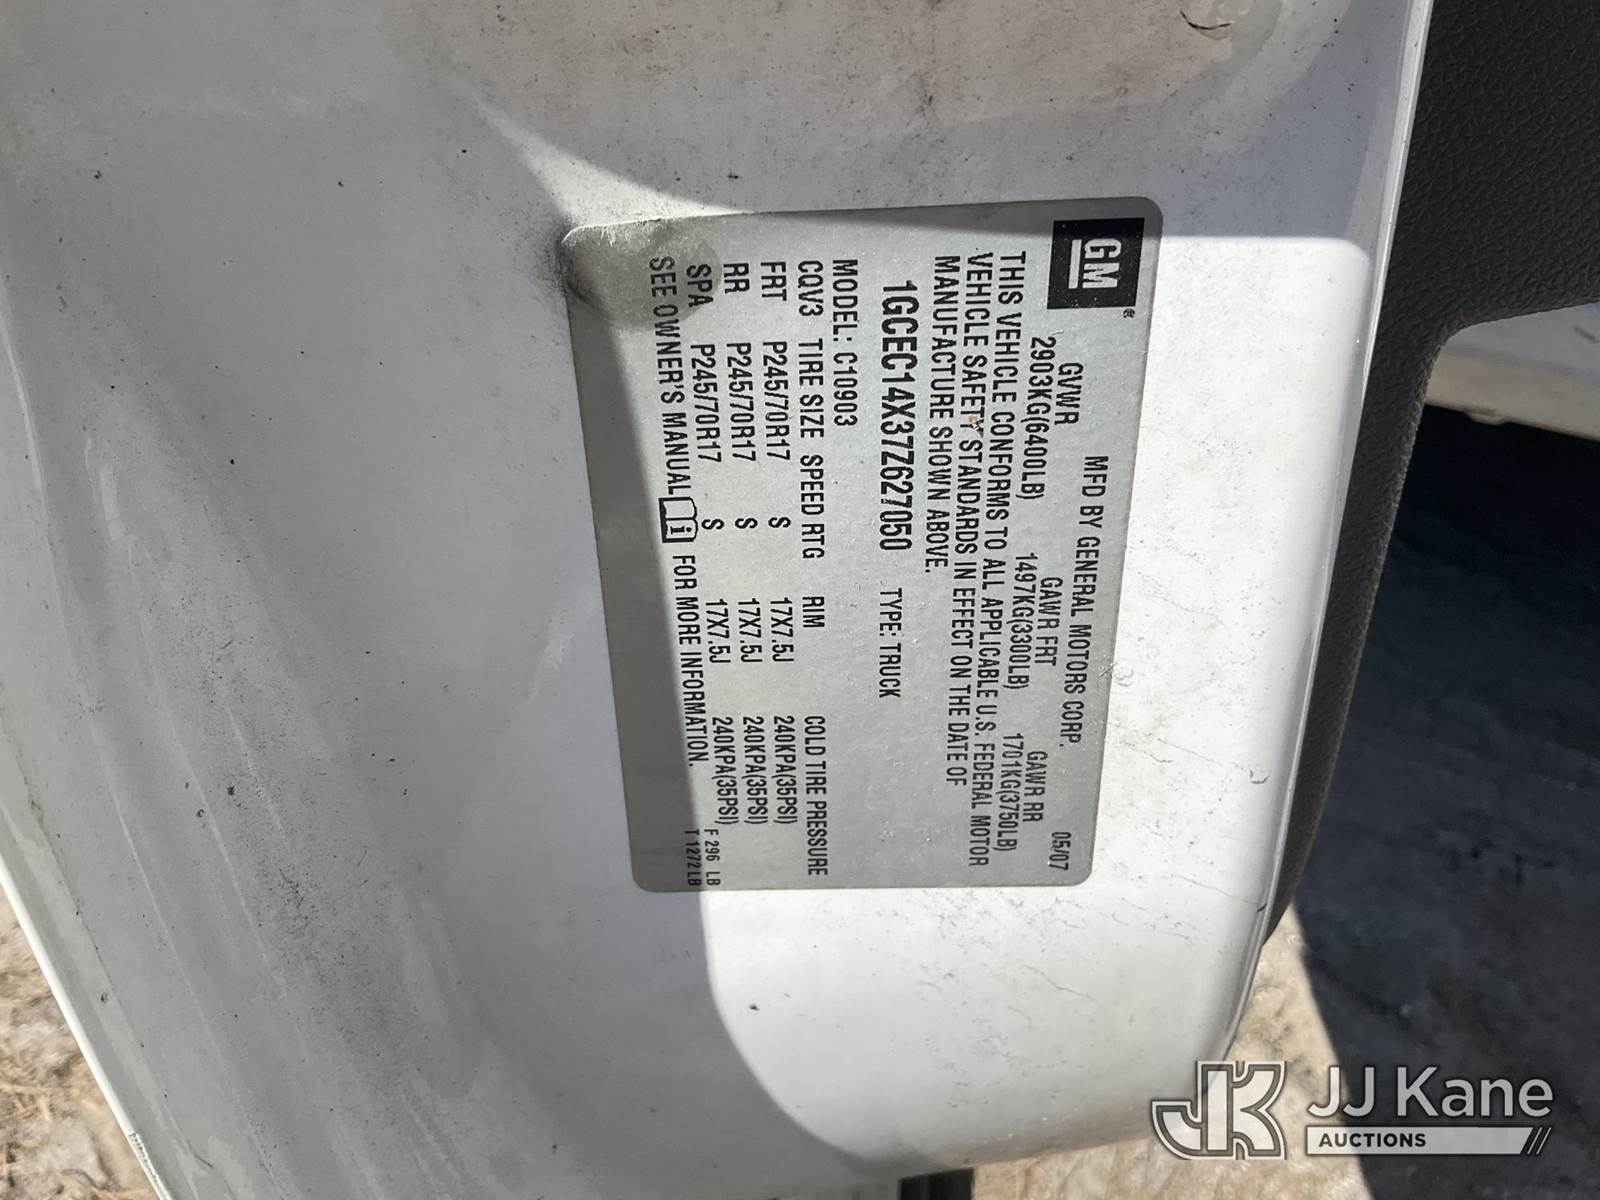 GM®
MFD BY GENERAL MOTORS CORP. 05/07
GVWR GAWR FRT GAWR RR
2903KG(6400LB) 1497KG(3300LB) 1701KG(3750LB)
THIS VEHICLE CONFORMS TO ALL APPLICABLE U.S. FEDERAL MOTOR
VEHICLE SAFETY STANDARDS IN EFFECT ON THE DATE OF
MANUFACTURE SHOWN ABOVE.
1GCEC14X37Z627050 TYPE: TRUCK
MODEL: C10903
CQV3 TIRE SIZE SPEED RTG RIM COLD TIRE PRESSURE
FRT P245/70R17 S 17X7.5J 240KPA(35PSI)
RR P245/70R17 S 17X7.5J 240KPA(35PSI)
SPA P245/70R17 S 17X7.5J 240KPA(35PSI) F 296 LB
SEE OWNER'S MANUAL i FOR MORE INFORMATION. T 1272 LB
JK JJ Kane
AUCTIONS